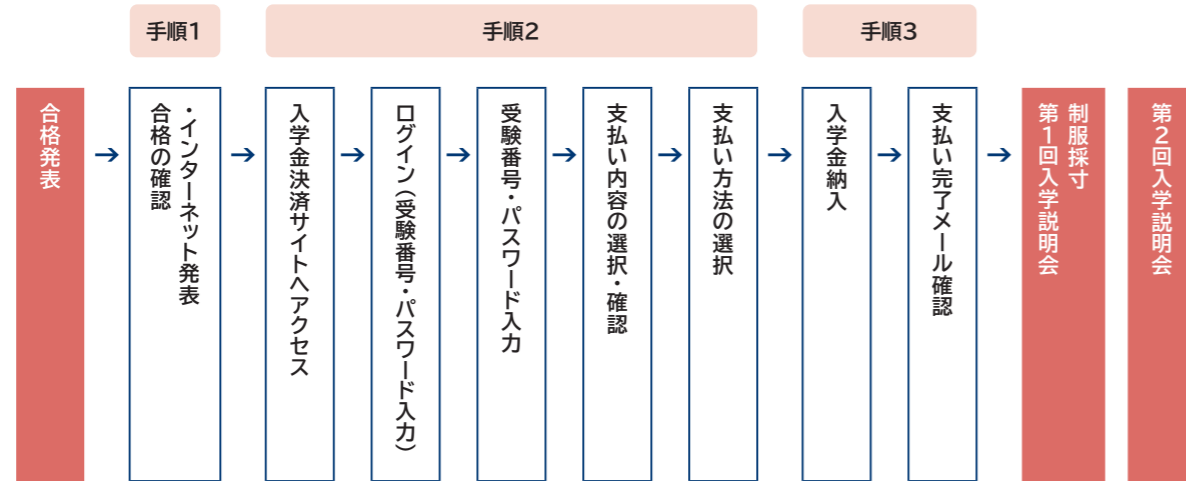 手順1
手順2
手順3
合格発表
→
合格の確認
・インターネット発表
→
入学金決済サイトへアクセス
→
ログイン(受験番号・パスワード入力)
→
受験番号・パスワード入力
→
支払い内容の選択・確認
→
支払い方法の選択
→
入学金納入
→
支払い完了メール確認
→
制服採寸
第1回入学説明会
第2回入学説明会